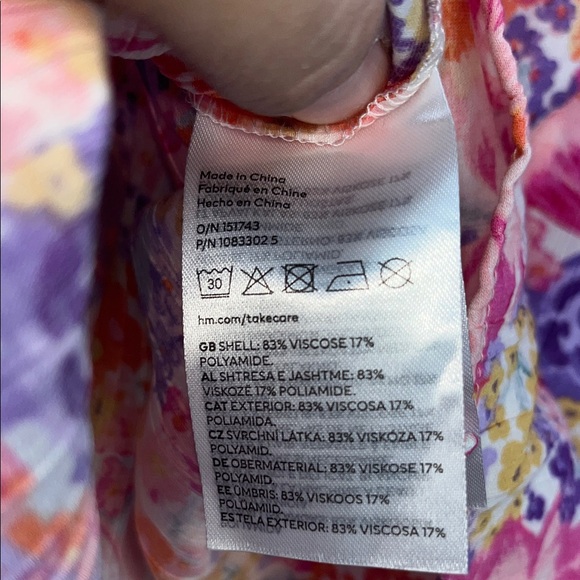 Made in China
Fabriqué en Chine
Hecho en China
O/N 151743
P/N 1083302 5
30
hm.com/takecare
GB SHELL: 83% VISCOSE 17%
POLYAMIDE.
AL SHTRESA E JASHTME: 83%
VISKOZË 17% POLIAMIDE.
CAT EXTERIOR: 83% VISCOSA 17%
POLIAMIDA.
CZ SVRCHNÍ LÁTKA: 83% VISKÓZA 17%
POLYAMID.
DE OBERMATERIAL: 83% VISKOSE 17%
POLYAMID.
EE ÜMBRIS: 83% VISKOOS 17%
POLÜAMIID.
ES TELA EXTERIOR: 83% VISCOSA 17%